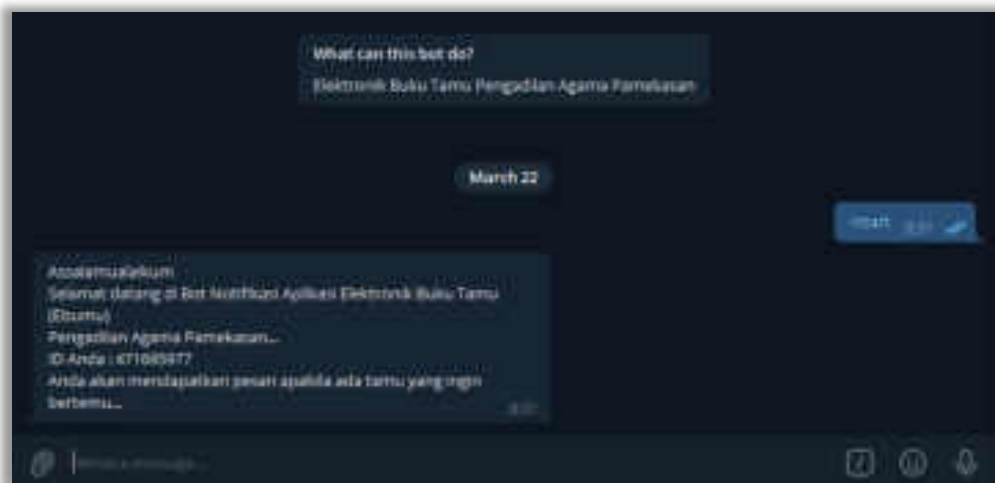 What can this bot do?
Elektronik Buku Tamu Pengadilan Agama Pamekasan
March 22
/start
Assalamualaikum
Selamat datang di Bot Notifikasi Aplikasi Elektronik Buku Tamu
(Ebumu)
Pengadilan Agama Pamekasan...
ID Anda :
Anda akan mendapatkan pesan apabila ada tamu yang ingin
bertemu...
Write a message...